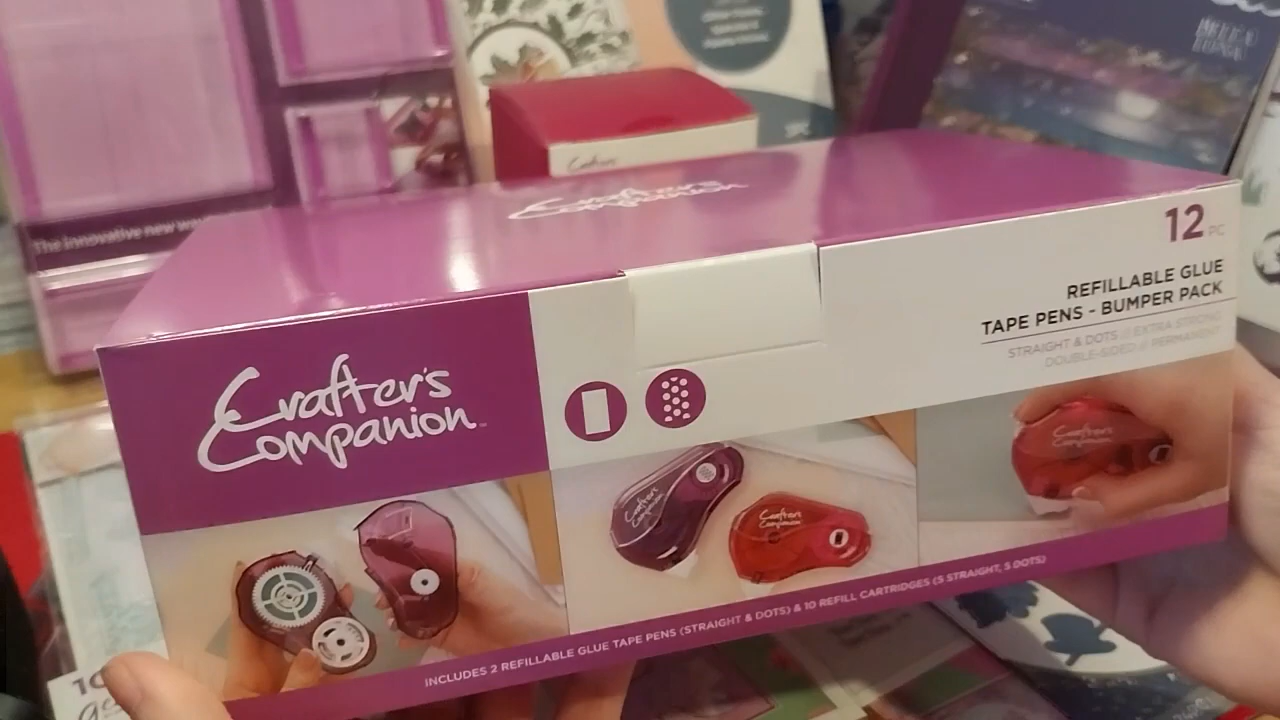 The innovative new
Crafter's
Crafter's
Companion
12 PC
REFILLABLE GLUE
TAPE PENS - BUMPER PACK
STRAIGHT & DOTS // EXTRA STRONG
DOUBLE-SIDED // PERMANENT
Crafter's
Companion
Crafter's
Companion
Crafter's
Companion
Crafter's
Companion
INCLUDES 2 REFILLABLE GLUE TAPE PENS (STRAIGHT & DOTS) & 10 REFILL CARTRIDGES (5 STRAIGHT, 5 DOTS)